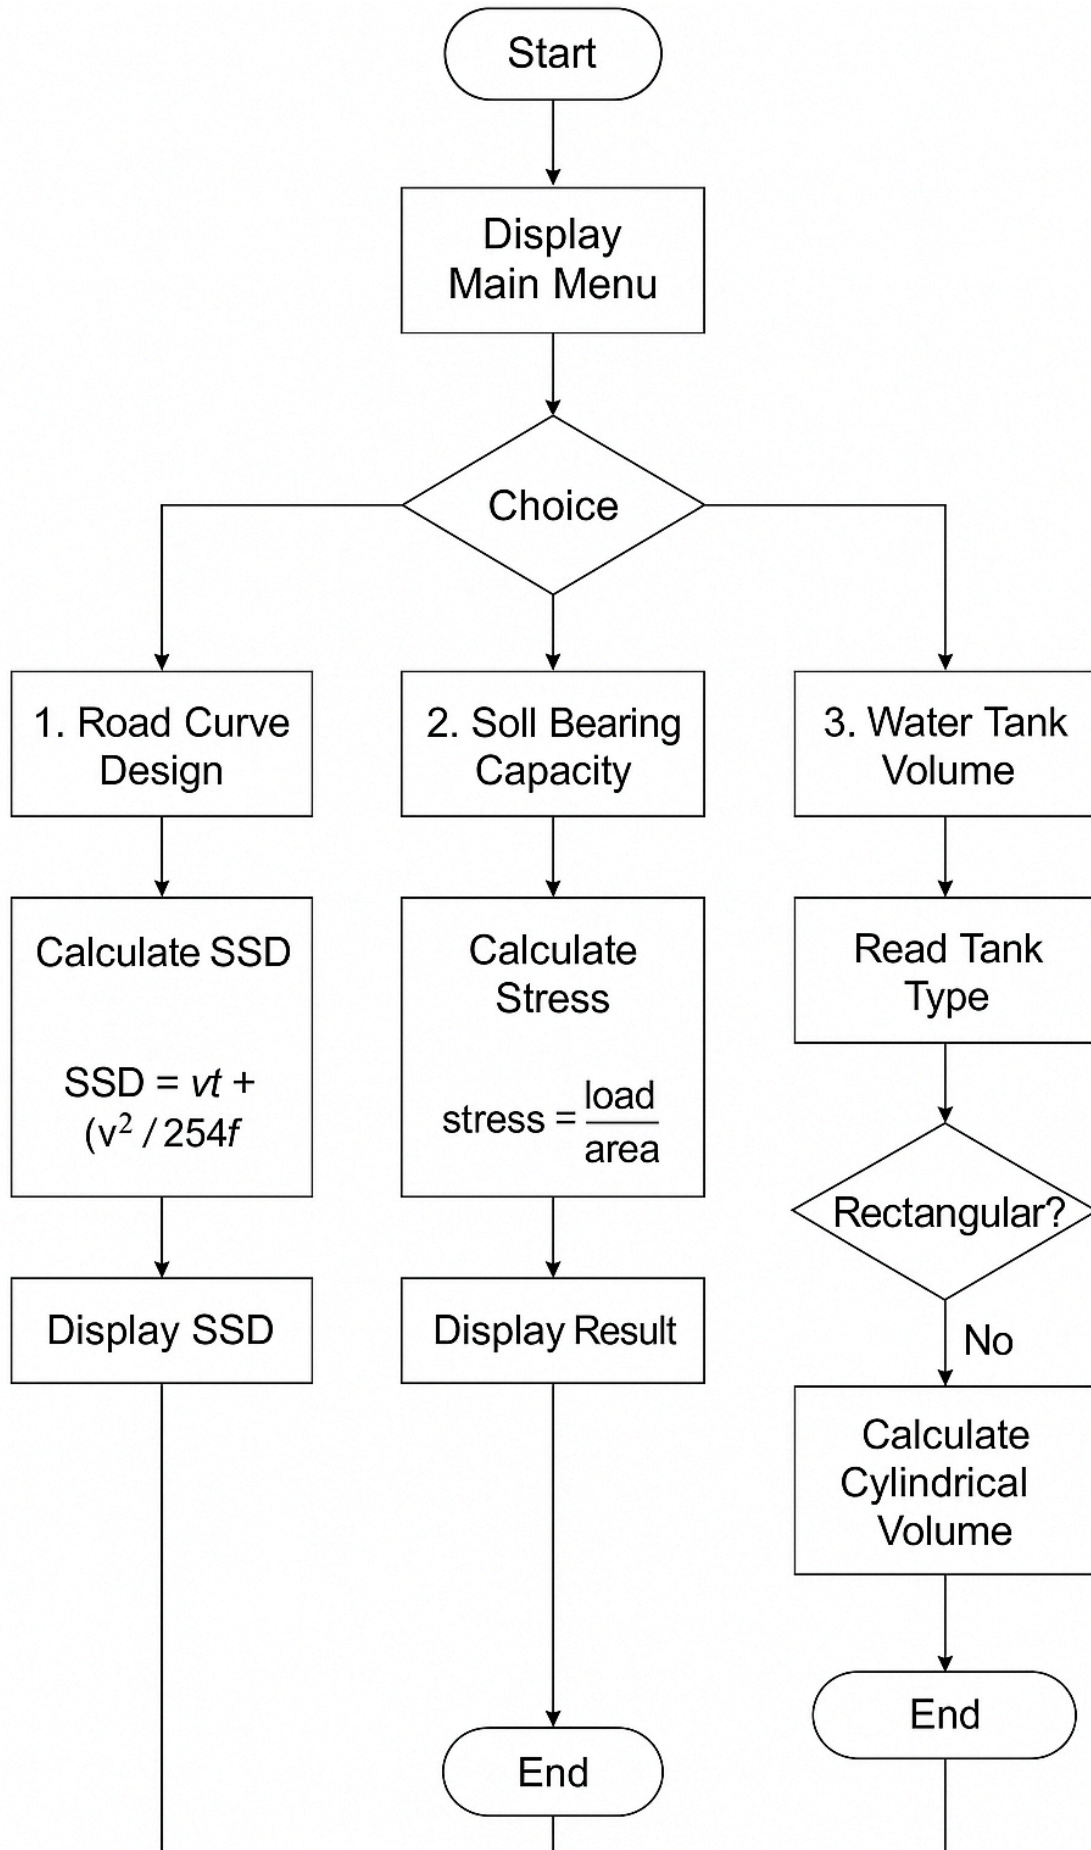 Start
Display
Main Menu
Choice
1. Road Curve
Design
2. Soll Bearing
Capacity
3. Water Tank
Volume
Calculate SSD
SSD = vt +
(v² / 254f
Calculate
Stress
stress = load
area
Read Tank
Type
Rectangular?
No
Display SSD
Display Result
Calculate
Cylindrical
Volume
End
End